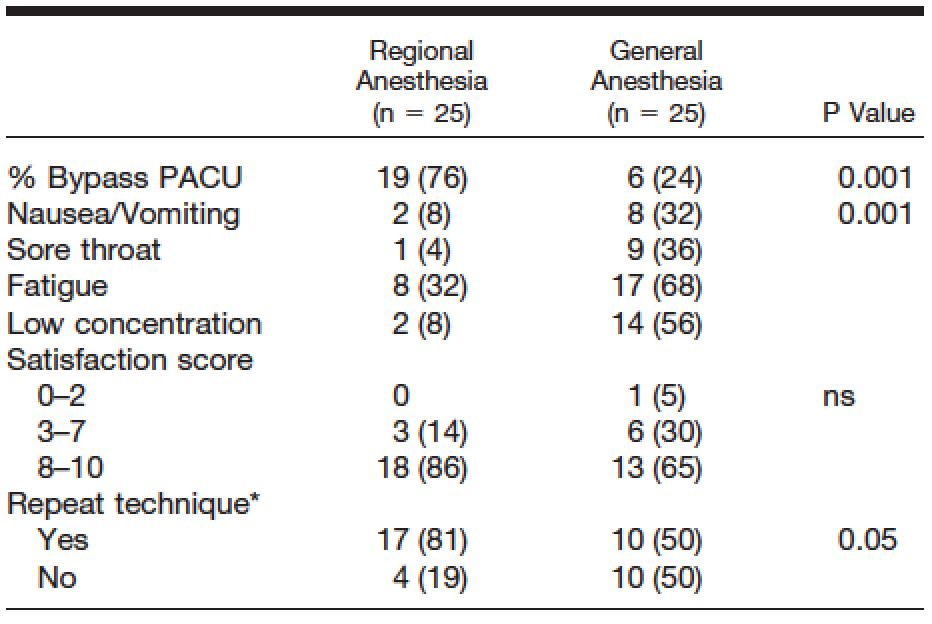 Regional Anesthesia (n = 25) General Anesthesia (n = 25) P Value
% Bypass PACU 19 (76) 6 (24) 0.001
Nausea/Vomiting 2 (8) 8 (32) 0.001
Sore throat 1 (4) 9 (36)
Fatigue 8 (32) 17 (68)
Low concentration 2 (8) 14 (56)
Satisfaction score
0–2 0 1 (5) ns
3–7 3 (14) 6 (30)
8–10 18 (86) 13 (65)
Repeat technique*
Yes 17 (81) 10 (50) 0.05
No 4 (19) 10 (50)